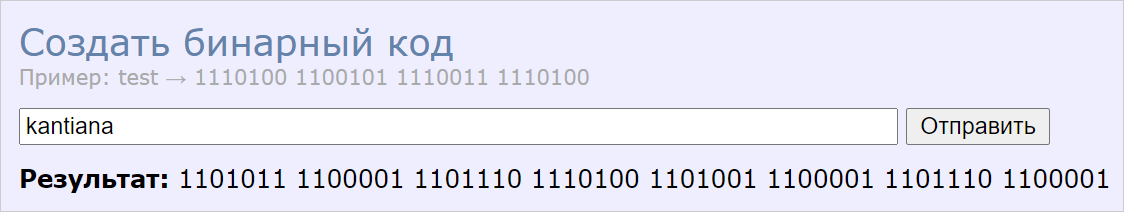 Создать бинарный код
Пример: test → 1110100 1100101 1110011 1110100
kantiana Отправить
Результат: 1101011 1100001 1101110 1110100 1101001 1100001 1101110 1100001